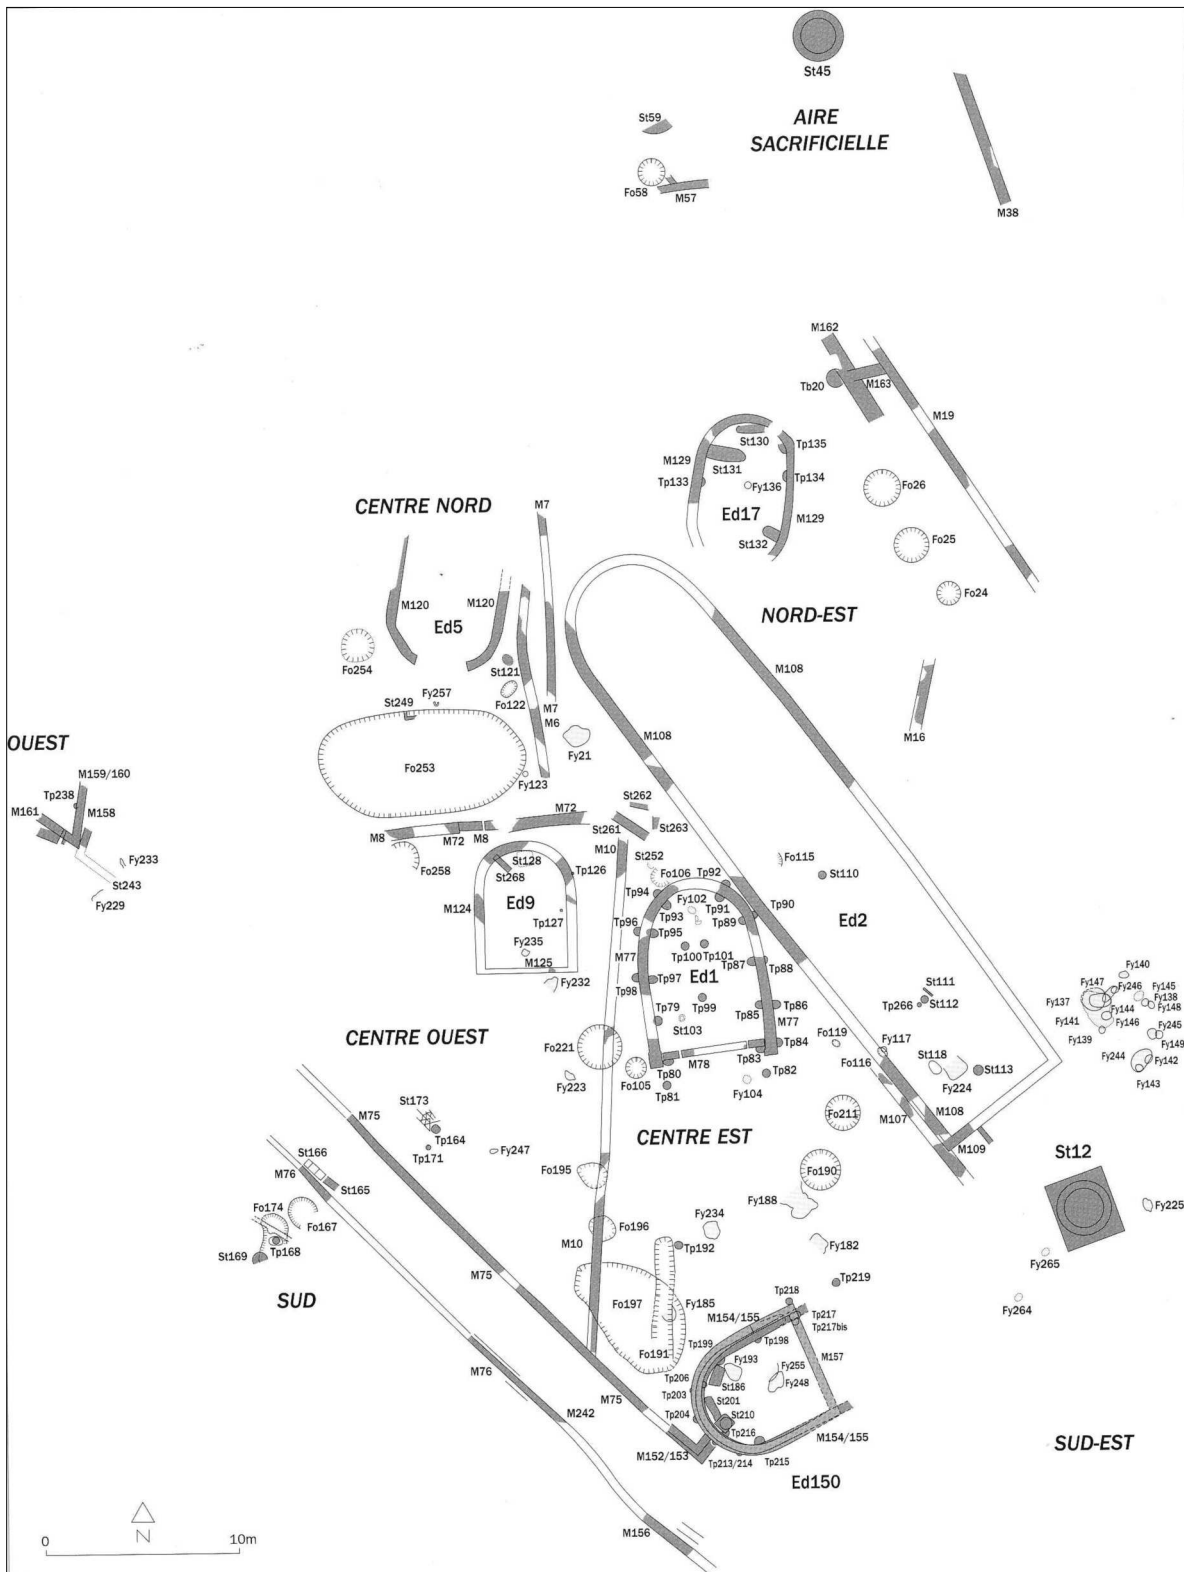 St45
AIRE
SACRIFICIELLE
St59
Fo58
M57
M38
M162
Tb20
M163
M19
St130
Tp135
M129
St131
Tp133
Fy136
Tp134
Fo26
Ed17
M129
St132
Fo25
Fo24
CENTRE NORD
M7
NORD-EST
M120
M120
Ed5
Fo254
St121
Fo122
M108
St249
Fy257
M7
M6
M16
OUEST
Fo253
Fy21
M108
M159/160
Tp238
M161
M158
Fy123
Fy233
St243
Fy229
M8
M72
M8
M72
St262
St261
St263
M10
Fo258
St128
St268
Tp126
St252
Fo106
Tp92
Fo115
St110
M124
Ed9
Tp127
Tp94
Fy102
Tp93
Tp91
Tp90
Tp89
Ed2
Fy235
M125
Fy232
Tp96
Tp95
M77
Tp100
Tp101
Tp87
Tp88
Ed1
Tp97
Tp98
Tp99
Tp79
St103
Tp85
Tp86
M77
Tp84
Tp83
M78
Tp80
Tp81
Tp82
Fy104
Fo105
Fo221
Fy223
St111
Tp266
St112
Fo119
Fy117
Fo116
St118
Fy224
St113
M107
M108
M109
Fy140
Fy147
Fy246
Fy145
Fy137
Fy138
Fy148
Fy144
Fy141
Fy146
Fy139
Fy245
Fy149
Fy244
Fy142
Fy143
CENTRE OUEST
CENTRE EST
Fo211
M75
St173
Tp164
Tp171
Fy247
St12
St166
M76
St165
Fo174
Fo167
St169
Tp168
SUD
Fo195
Fo190
Fy188
Fy225
Fo196
M10
Fy234
Tp192
Fy182
Fy265
Tp219
Fy264
M75
Fo197
Fy185
Fo191
Tp218
M154/155
Tp217
Tp217bis
Tp199
Tp198
M157
M76
Fy193
Fy255
Tp206
St186
Fy248
Tp203
M75
St201
Tp204
St210
M242
Tp216
M154/155
M152/153
Tp213/214
Tp215
SUD-EST
Ed150
M156
N
0 10m